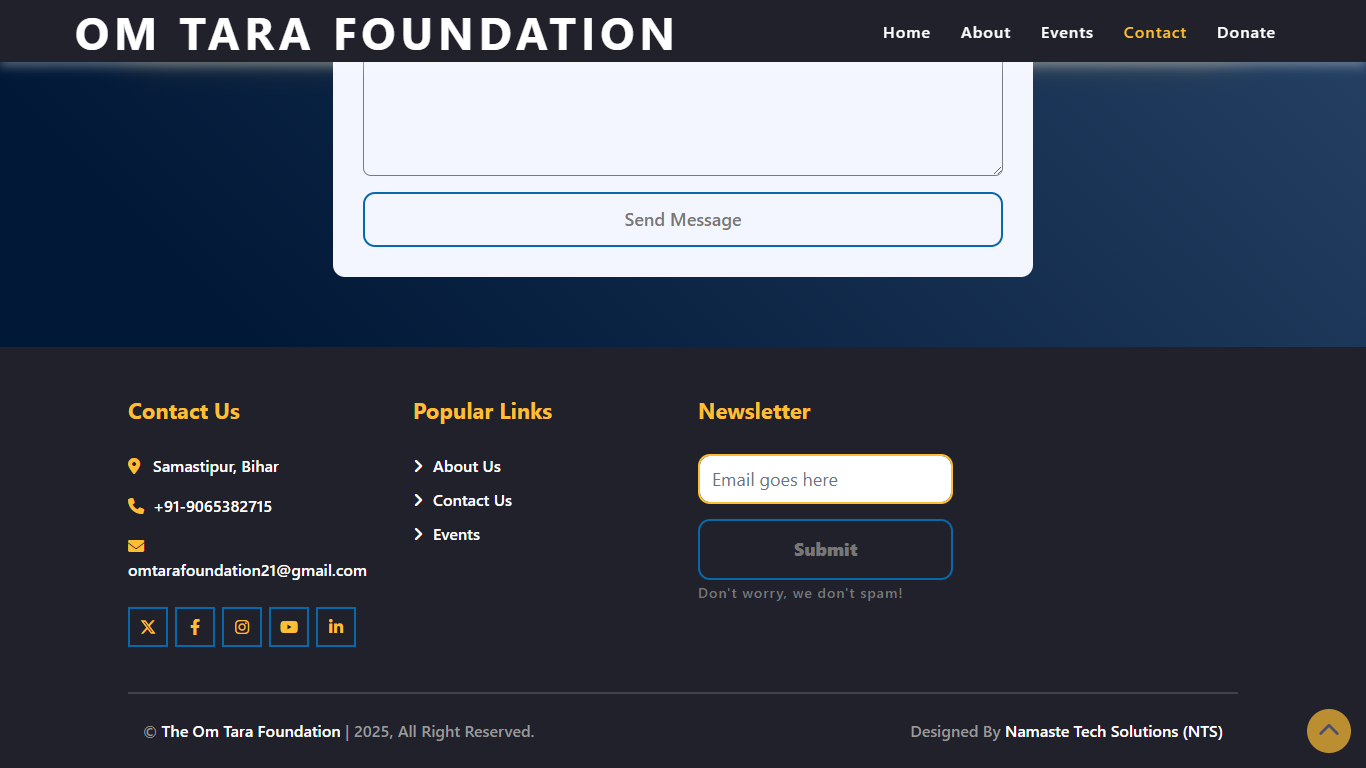 OM TARA FOUNDATION
Home About Events Contact Donate
Send Message
Contact Us
Samastipur, Bihar
+91-9065382715
omtarafoundation21@gmail.com
Popular Links
About Us
Contact Us
Events
Newsletter
Email goes here
Submit
Don't worry, we don't spam!
© The Om Tara Foundation | 2025, All Right Reserved.
Designed By Namaste Tech Solutions (NTS)